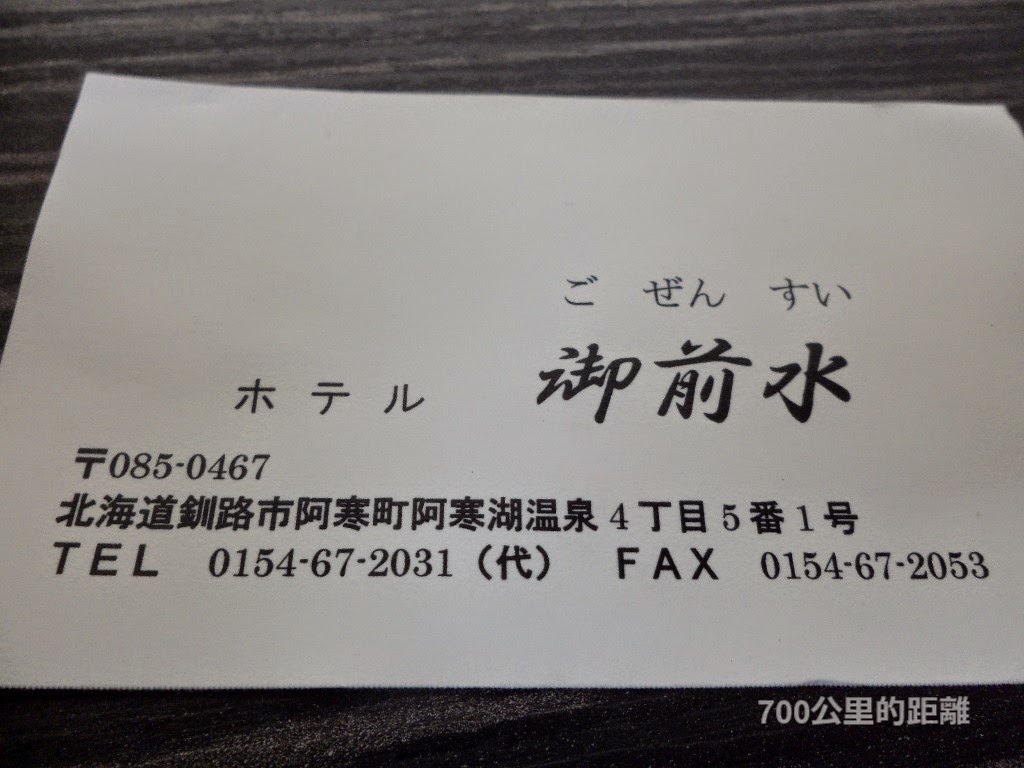 ご ぜん すい
ホテル 御前水
〒085-0467
北海道釧路市阿寒町阿寒湖温泉4丁目5番1号
TEL 0154-67-2031（代） FAX 0154-67-2053
700公里的距離